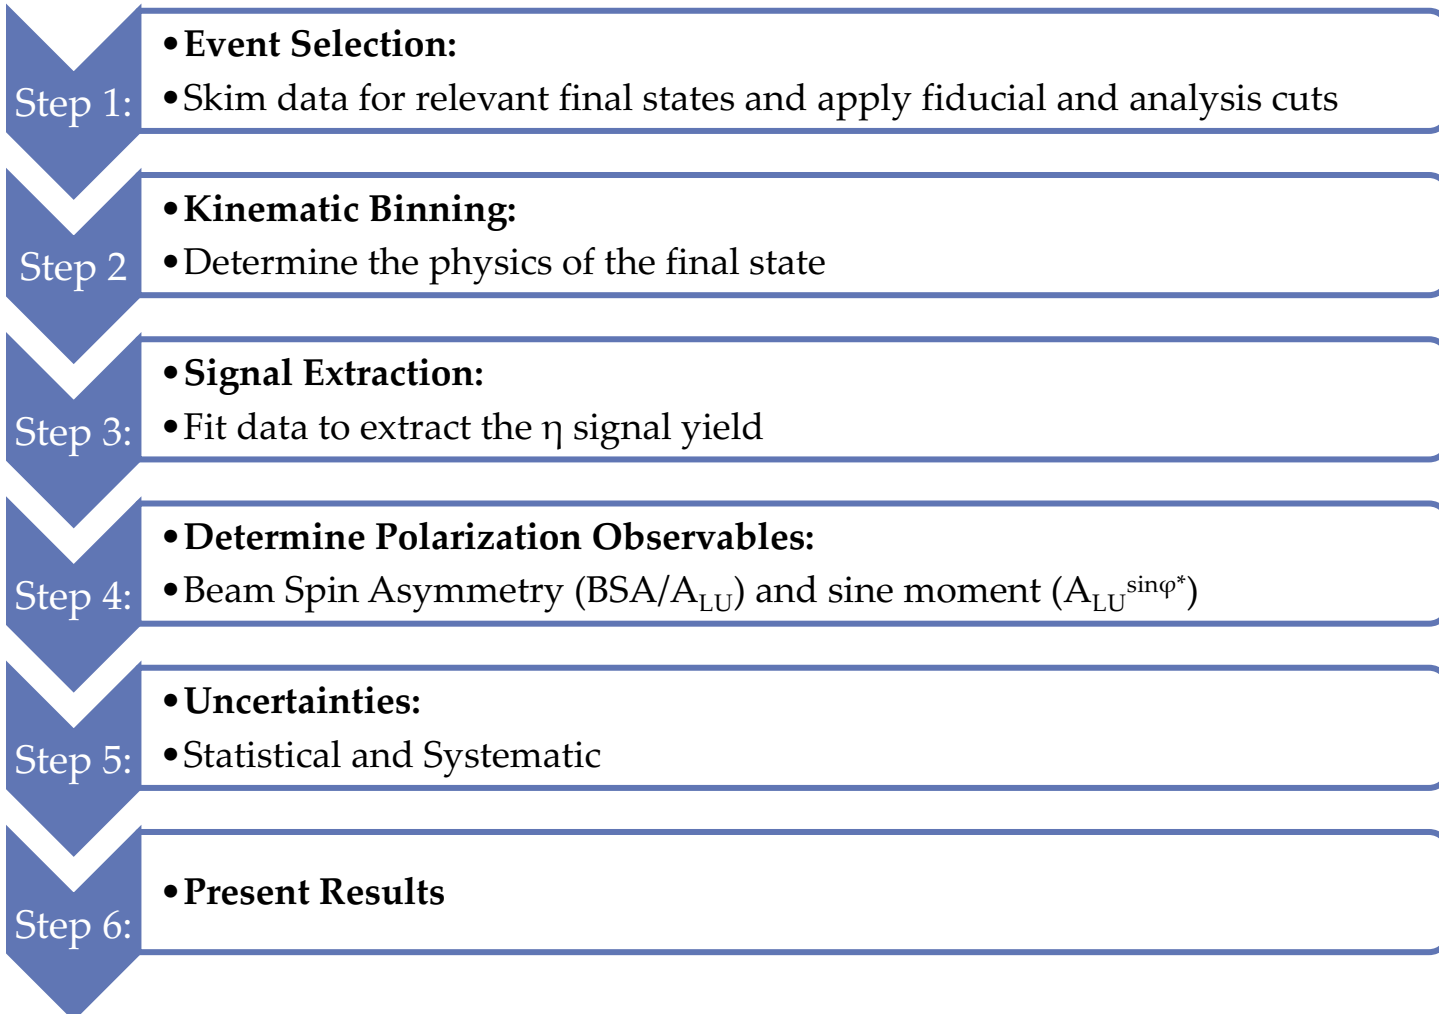 Step 1:
•Event Selection:
•Skim data for relevant final states and apply fiducial and analysis cuts
Step 2
•Kinematic Binning:
•Determine the physics of the final state
Step 3:
•Signal Extraction:
•Fit data to extract the η signal yield
Step 4:
•Determine Polarization Observables:
•Beam Spin Asymmetry (BSA/A_LU) and sine moment (A_LU^sinφ*)
Step 5:
•Uncertainties:
•Statistical and Systematic
Step 6:
•Present Results